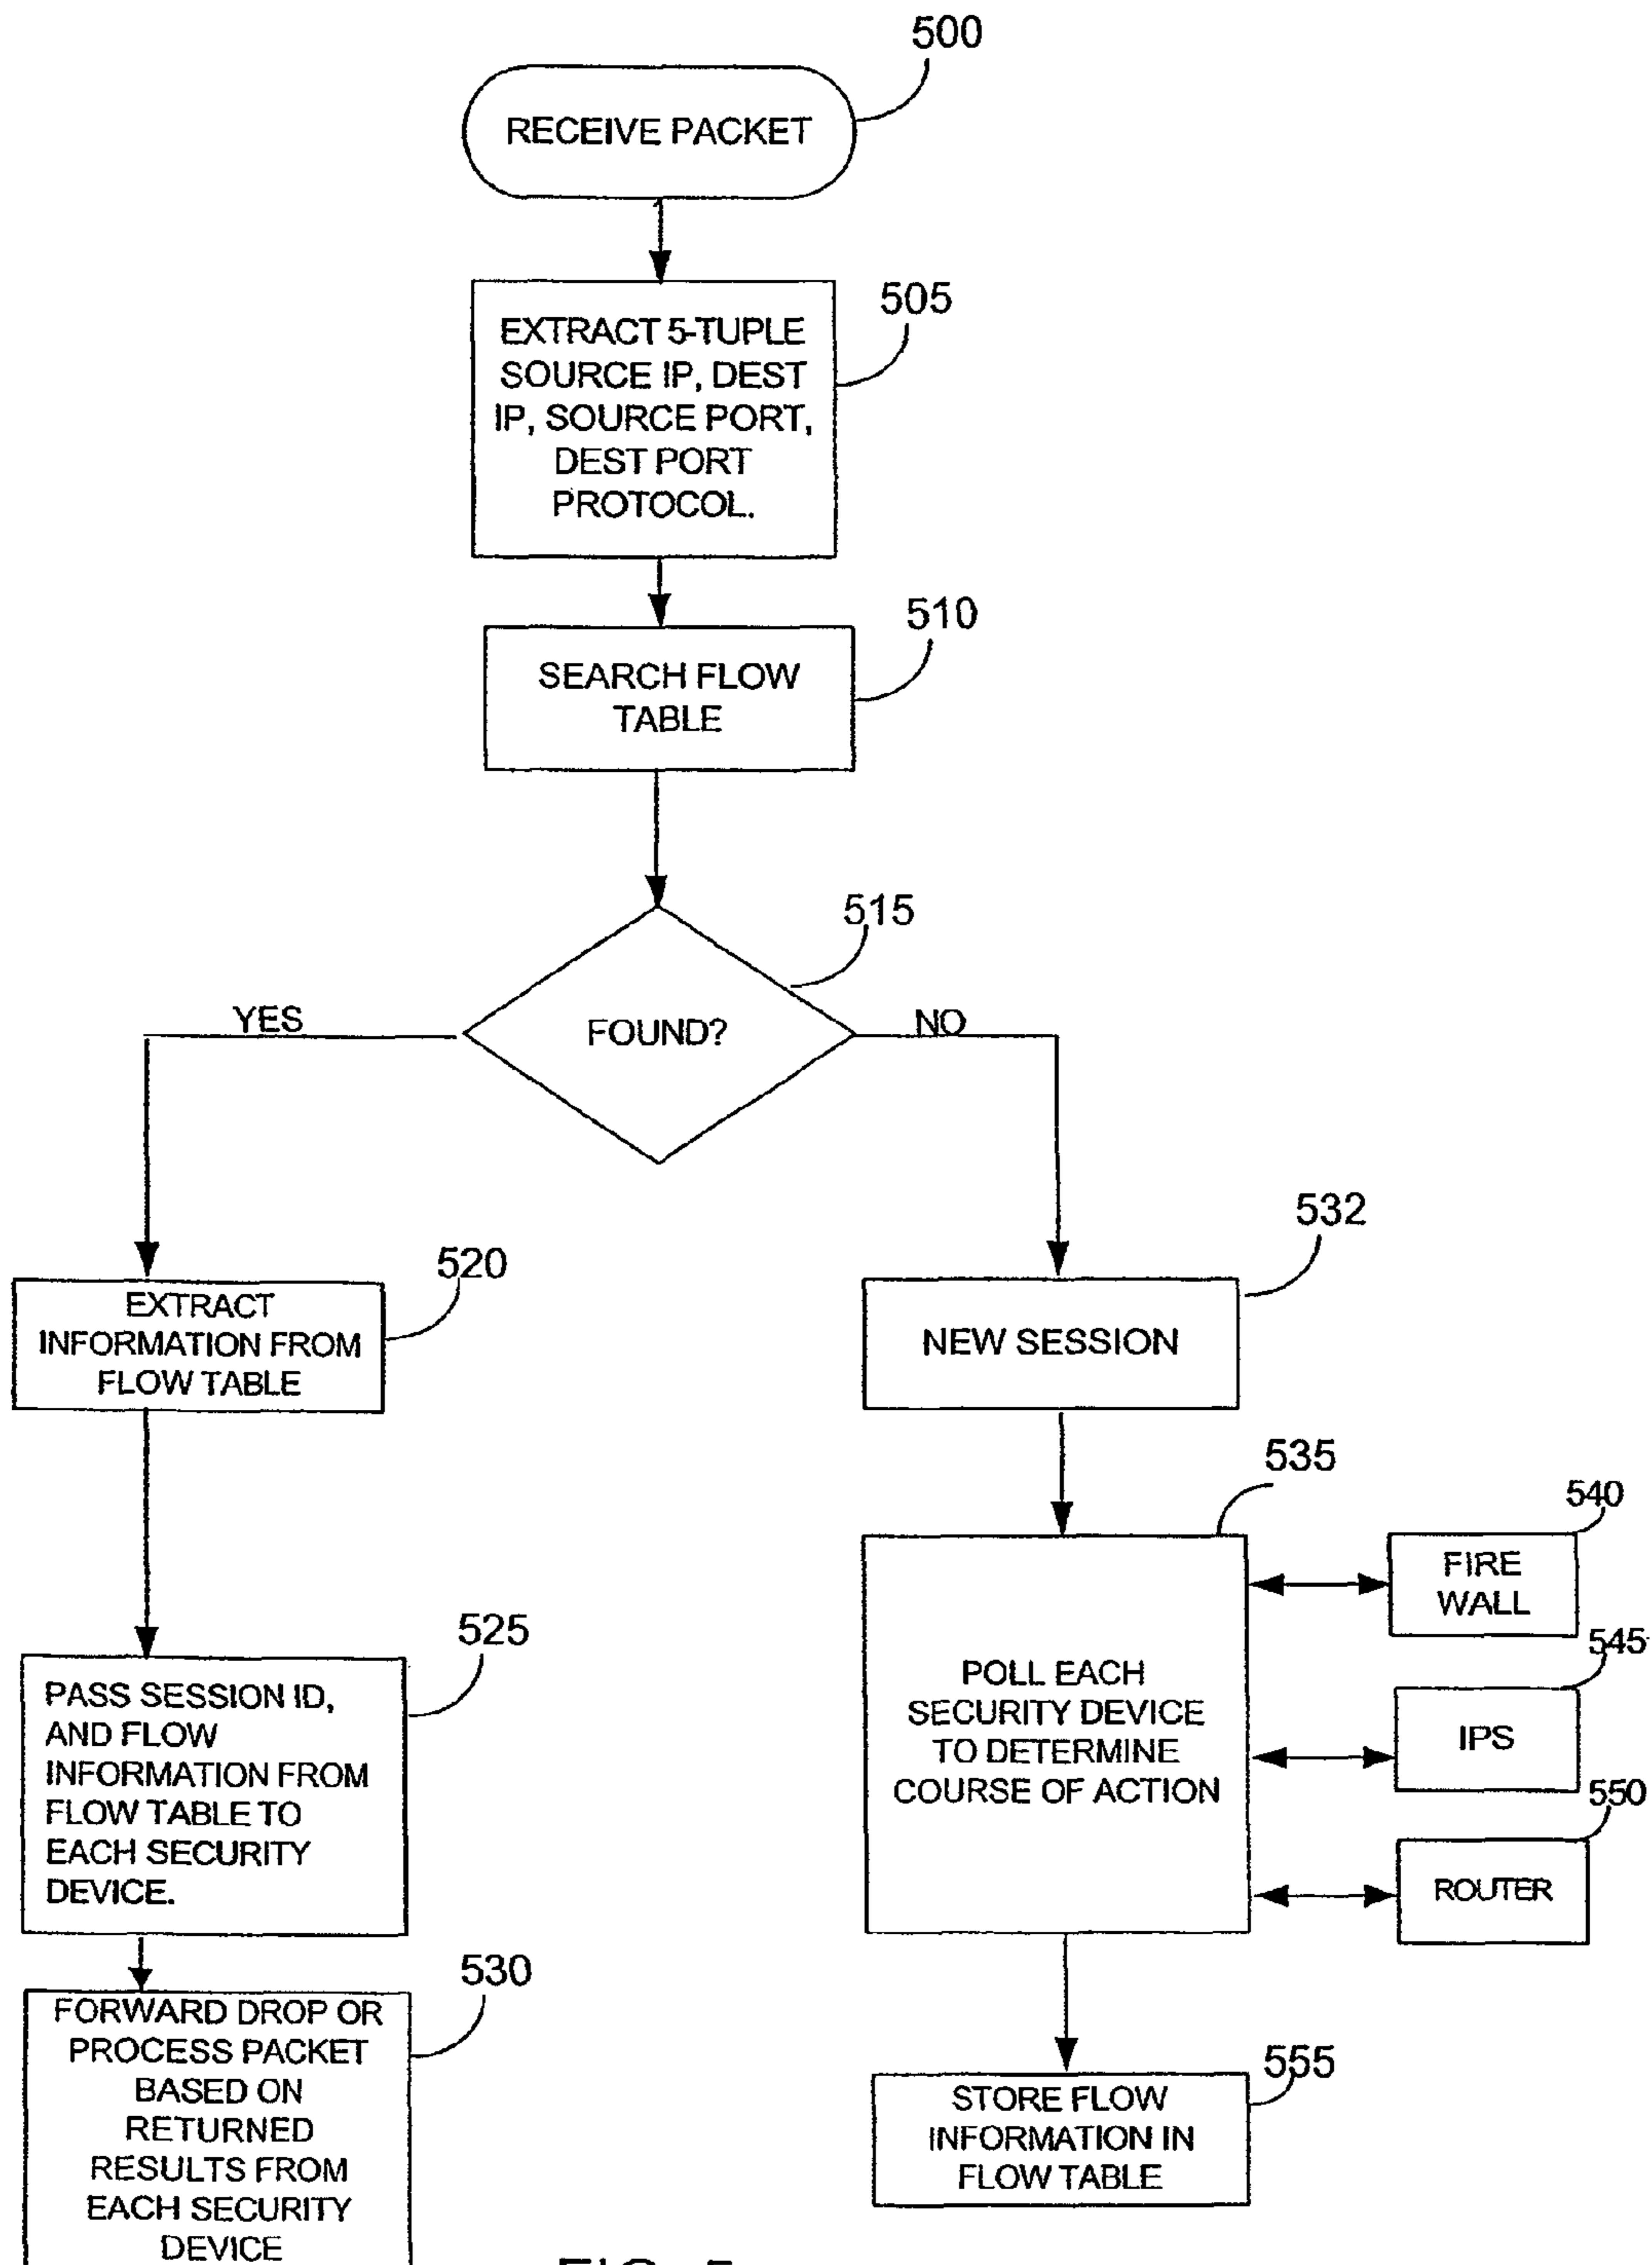 500
RECEIVE PACKET
505
EXTRACT 5-TUPLE
SOURCE IP, DEST
IP, SOURCE PORT,
DEST PORT
PROTOCOL.
510
SEARCH FLOW
TABLE
515
FOUND?
YES
NO
520
EXTRACT
INFORMATION FROM
FLOW TABLE
525
PASS SESSION ID,
AND FLOW
INFORMATION FROM
FLOW TABLE TO
EACH SECURITY
DEVICE.
530
FORWARD DROP OR
PROCESS PACKET
BASED ON
RETURNED
RESULTS FROM
EACH SECURITY
DEVICE
532
NEW SESSION
535
POLL EACH
SECURITY DEVICE
TO DETERMINE
COURSE OF ACTION
540
FIRE
WALL
545
IPS
550
ROUTER
555
STORE FLOW
INFORMATION IN
FLOW TABLE